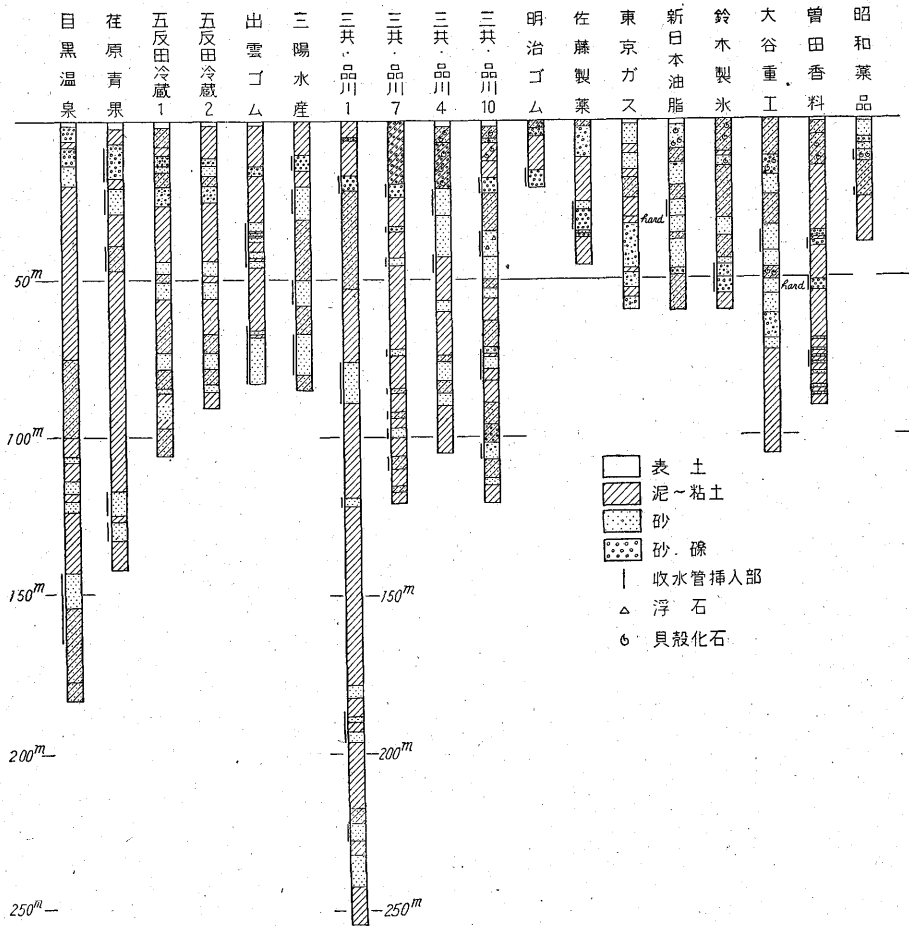 目黒温泉
荏原青果
五反田冷蔵1
五反田冷蔵2
出雲ゴム
三陽水産
三共・品川1
三共・品川7
三共・品川4
三共・品川10
明治ゴム
佐藤製薬
東京ガス
新日本油脂
鈴木製氷
大谷重工
曽田香料
昭和薬品
hard
50m
hard
100m
表土
泥~粘土
砂
砂.礫
収水管挿入部
浮石
貝殻化石
150m
150m
200m
200m
250m
250m